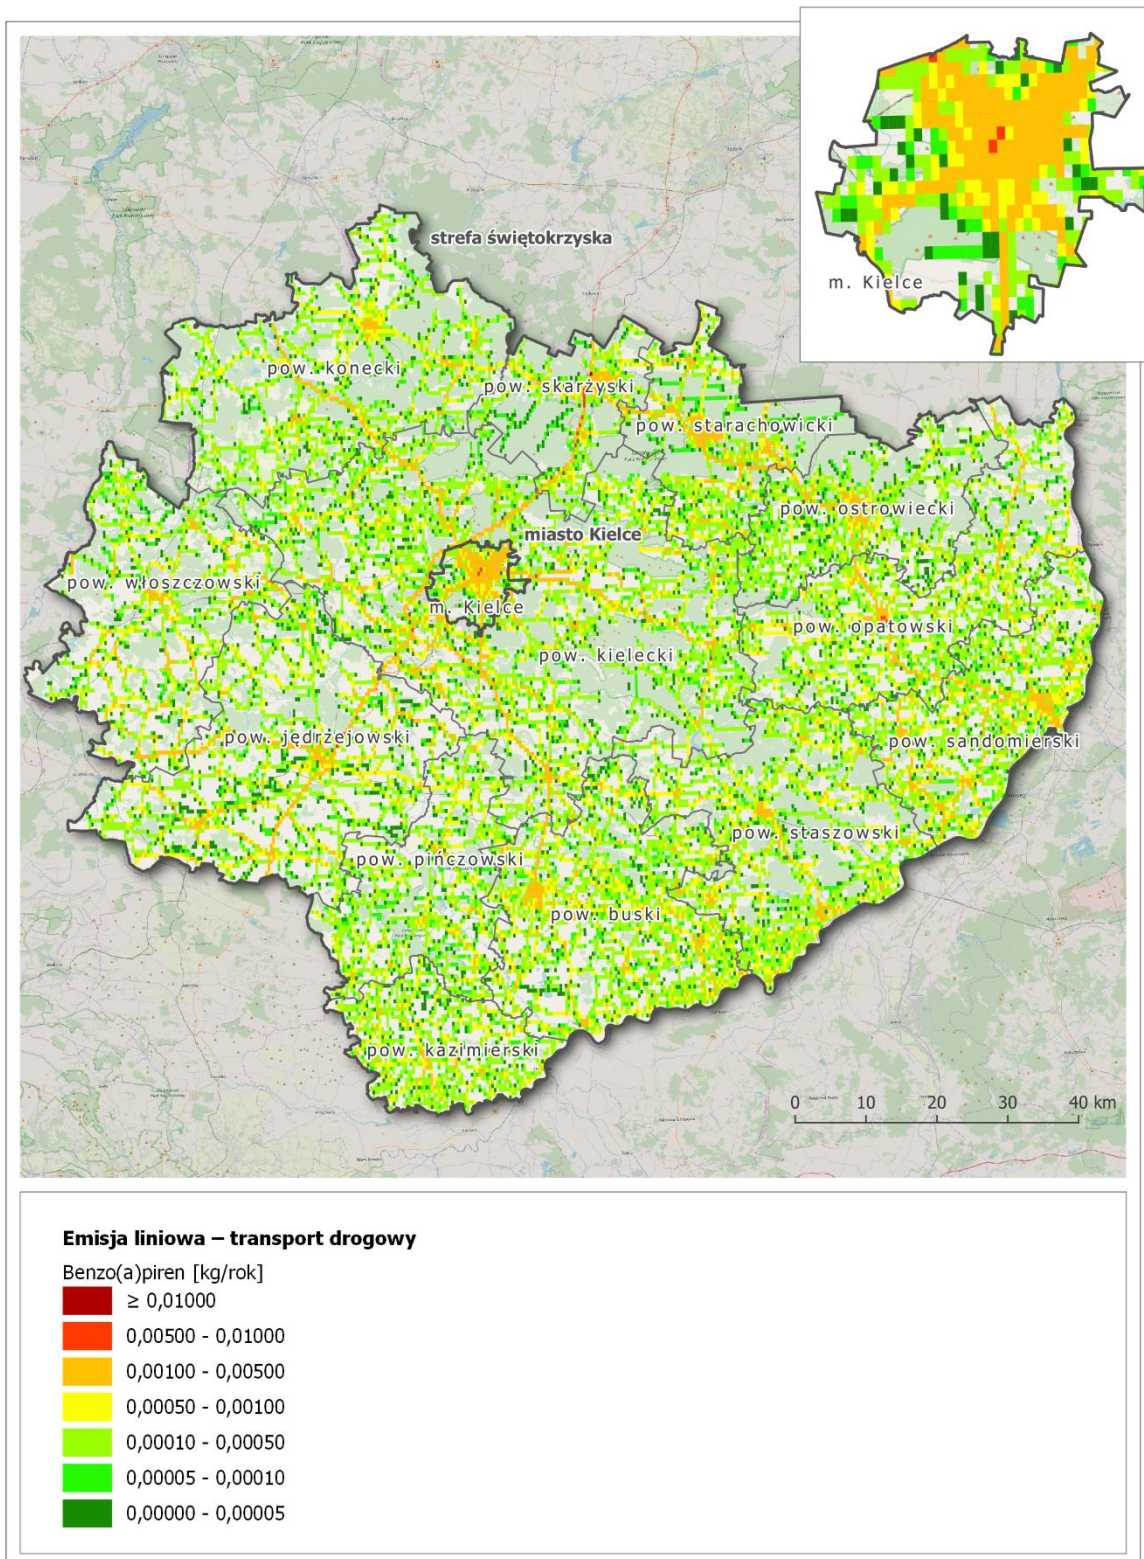 m. Kielce
strefa świętokrzyska
pow. konecki
pow. skarżyski
pow. starachowicki
pow. ostrowiecki
miasto Kielce
pow. włoszczowski
m. Kielce
pow. opatowski
pow. kielecki
pow. jędrzejowski
pow. sandomierski
pow. staszowski
pow. pińczowski
pow. buski
pow. kazimierski
0 10 20 30 40 km
Emisja liniowa – transport drogowy
Benzo(a)piren [kg/rok]
≥ 0,01000
0,00500 - 0,01000
0,00100 - 0,00500
0,00050 - 0,00100
0,00010 - 0,00050
0,00005 - 0,00010
0,00000 - 0,00005